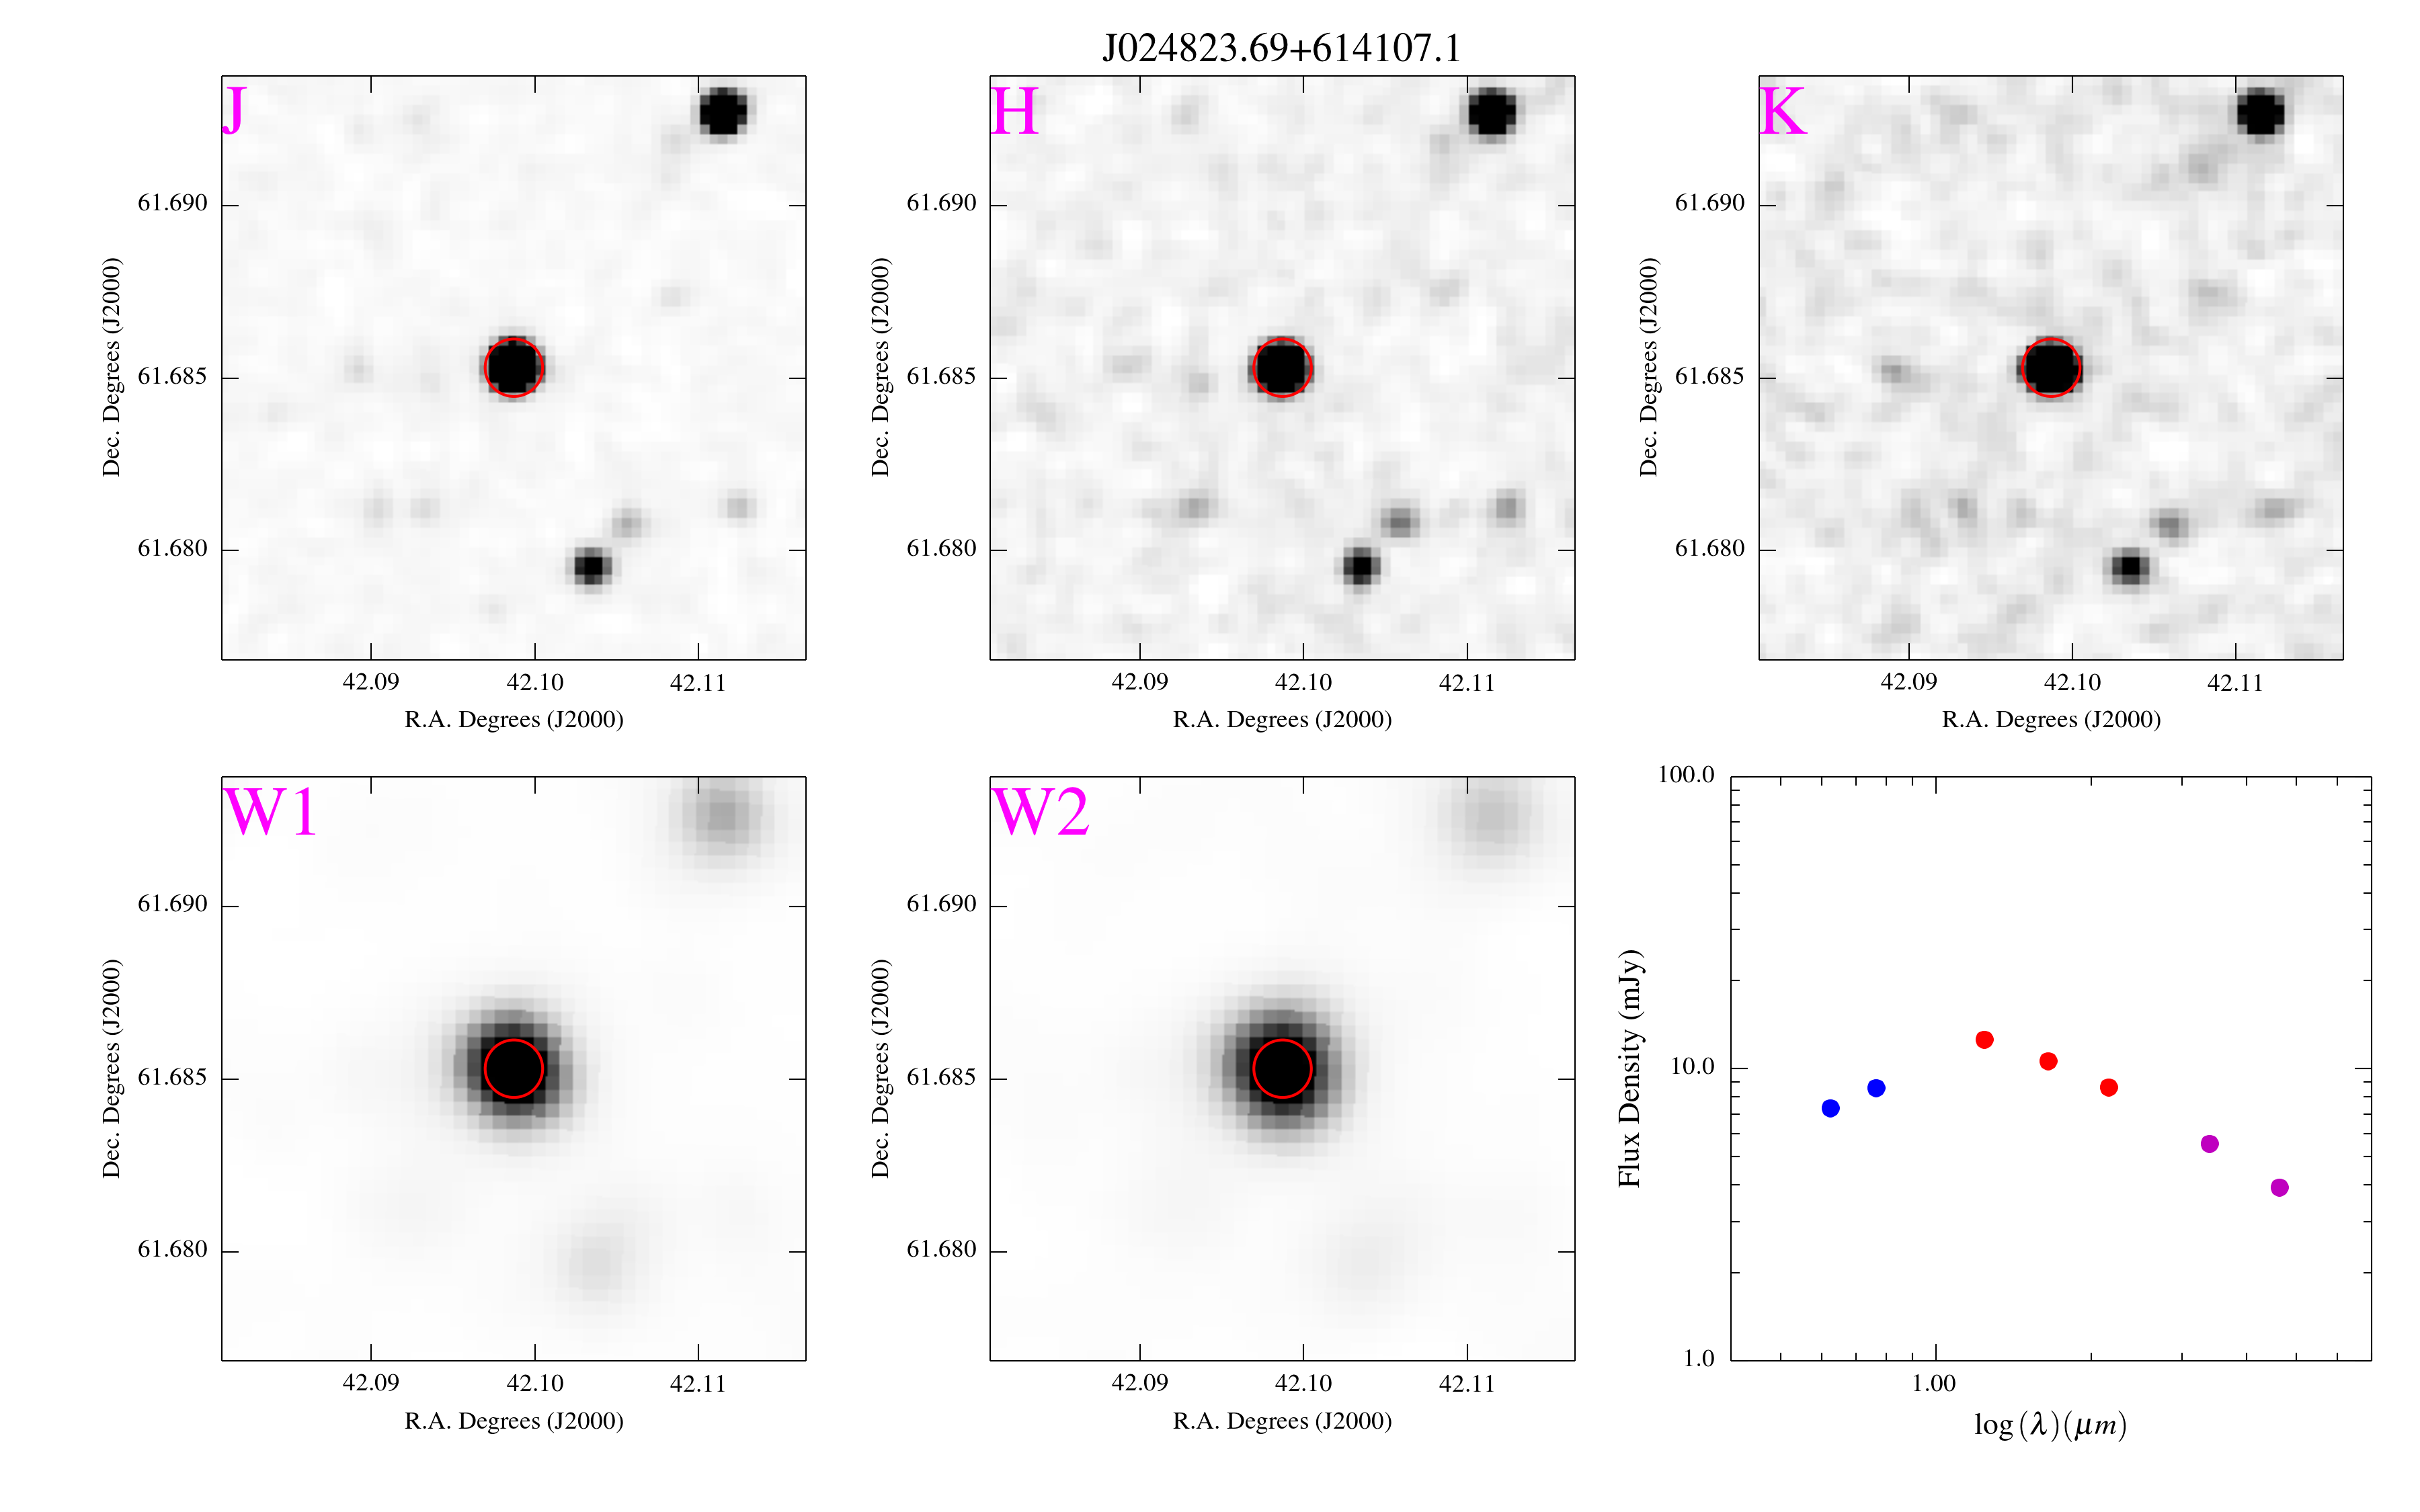 J024823.69+614107.1
J
H
K
61.690
61.685
61.680
Dec. Degrees (J2000)
42.09 42.10 42.11
R.A. Degrees (J2000)
61.690
61.685
61.680
Dec. Degrees (J2000)
42.09 42.10 42.11
R.A. Degrees (J2000)
61.690
61.685
61.680
Dec. Degrees (J2000)
42.09 42.10 42.11
R.A. Degrees (J2000)
W1
61.690
61.685
61.680
Dec. Degrees (J2000)
42.09 42.10 42.11
R.A. Degrees (J2000)
W2
61.690
61.685
61.680
Dec. Degrees (J2000)
42.09 42.10 42.11
R.A. Degrees (J2000)
100.0
10.0
1.0
Flux Density (mJy)
1.00
log(λ)(μm)